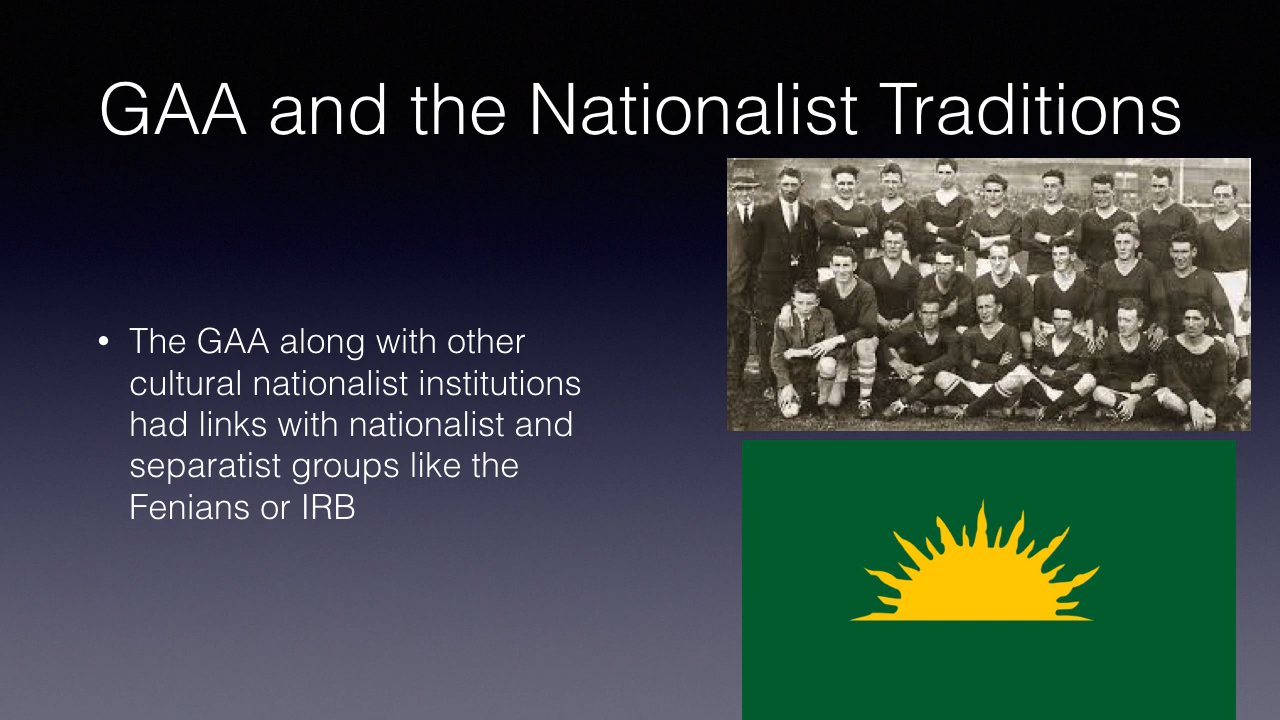 GAA and the Nationalist Traditions
• The GAA along with other
cultural nationalist institutions
had links with nationalist and
separatist groups like the
Fenians or IRB